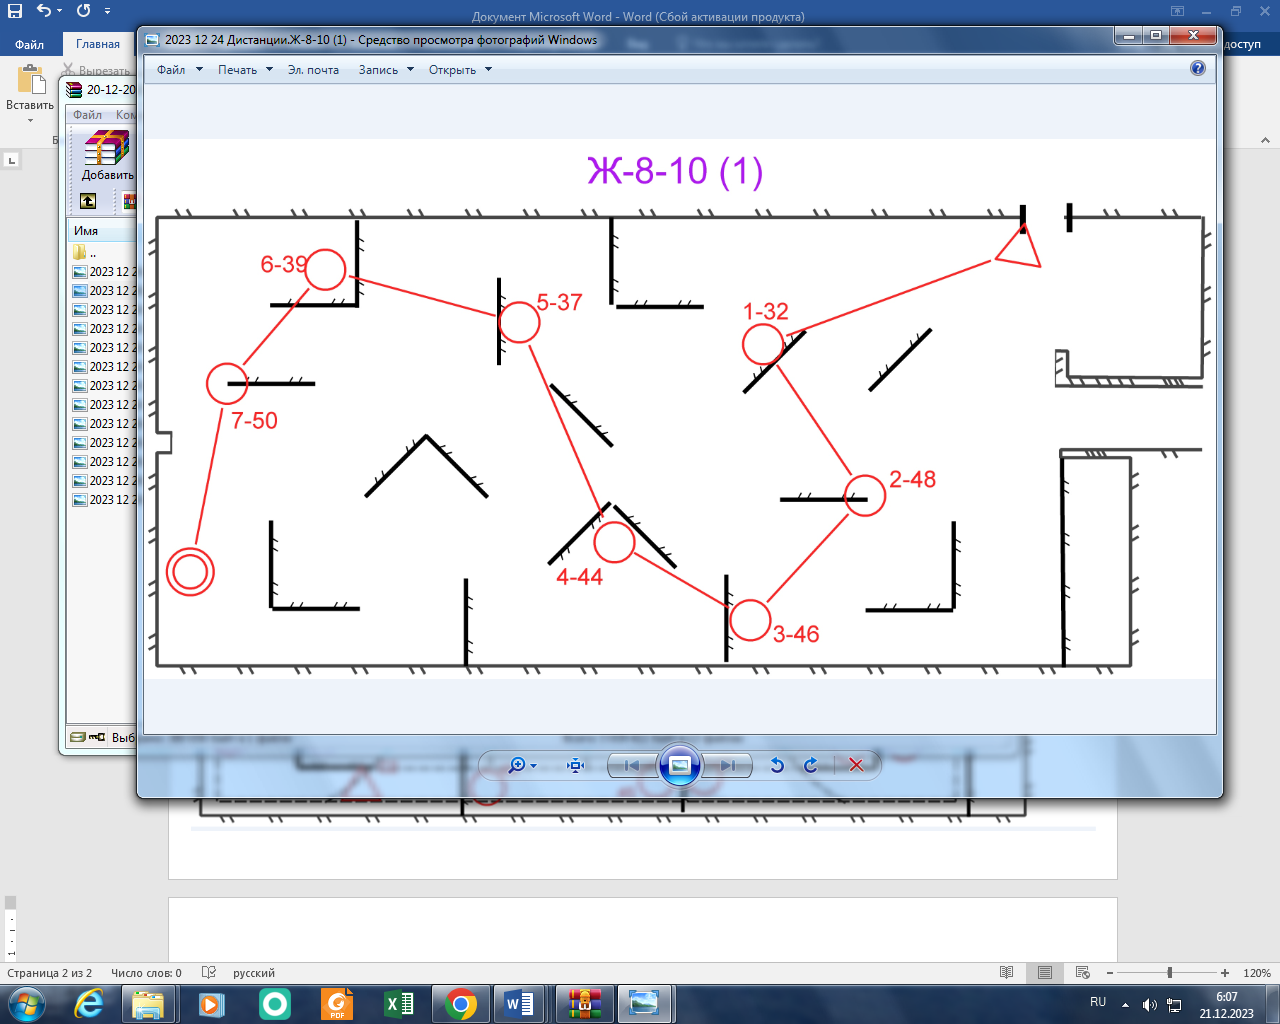 Документ Microsoft Word - Word (Сбой активации продукта)
Файл
Главная
Вырезать
Вставить
2023 12 24 Дистанции.Ж-8-10 (1) - Средство просмотра фотографий Windows
Файл Печать Эл. почта Запись Открыть
20-12-20
Файл Ком
Добавить
Имя
..
2023 12 2
2023 12 2
2023 12 2
2023 12 2
2023 12 2
2023 12 2
2023 12 2
2023 12 2
2023 12 2
2023 12 2
2023 12 2
2023 12 2
2023 12 2
Выб
доступ
Ж-8-10 (1)
6-39
5-37
1-32
7-50
2-48
4-44
3-46
Страница 2 из 2 Число слов: 0 русский
120%
PDF
RU
6:07
21.12.2023